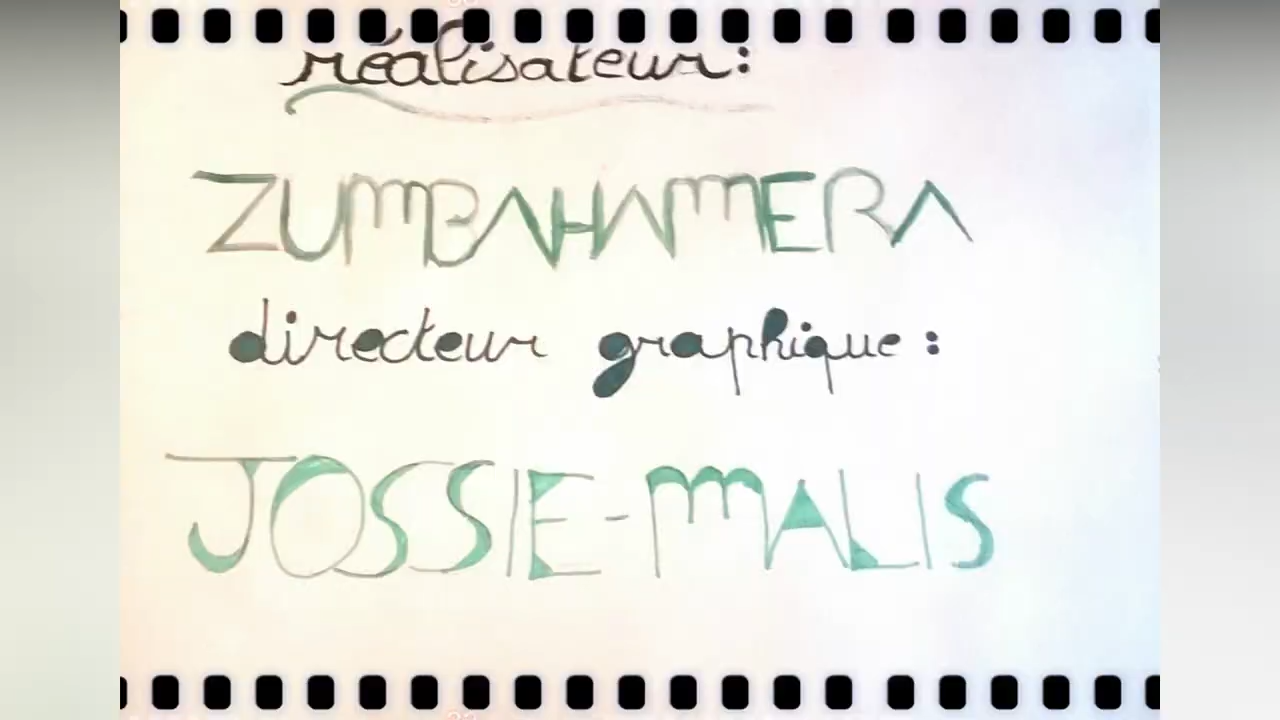 réalisateur:
ZUMBAHAMERA
directeur graphique :
JOSSIE-MALIS